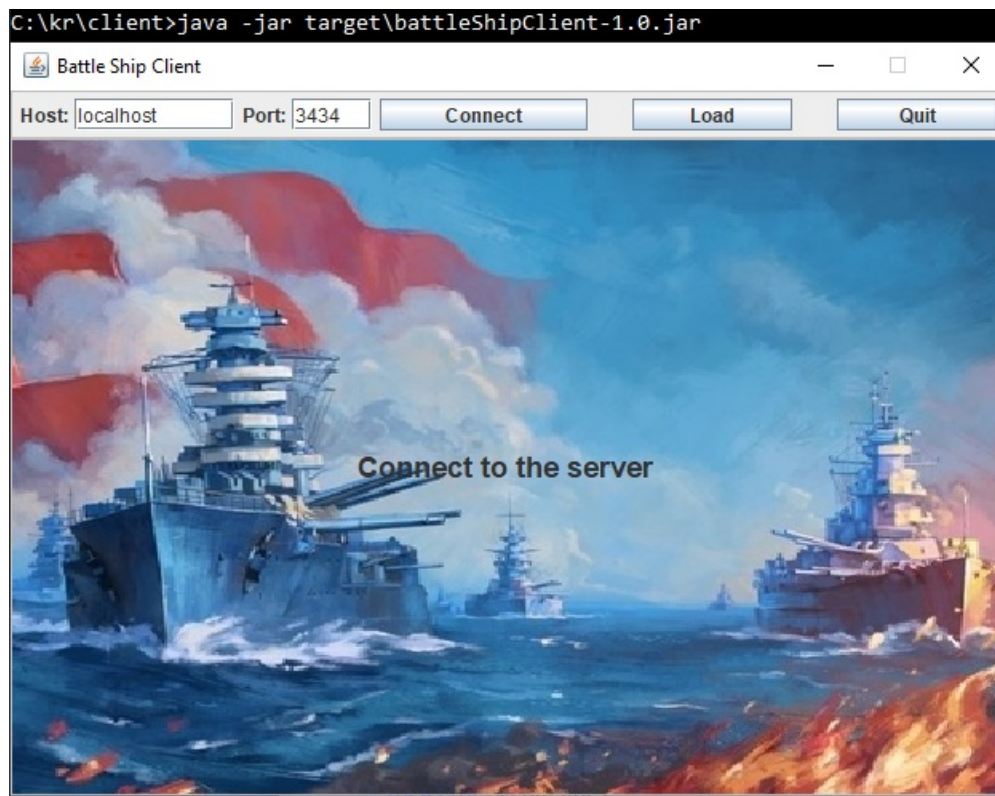 C:\kr\client>java -jar target\battleShipClient-1.0.jar
Battle Ship Client
Host: localhost Port: 3434 Connect Load Quit
Connect to the server